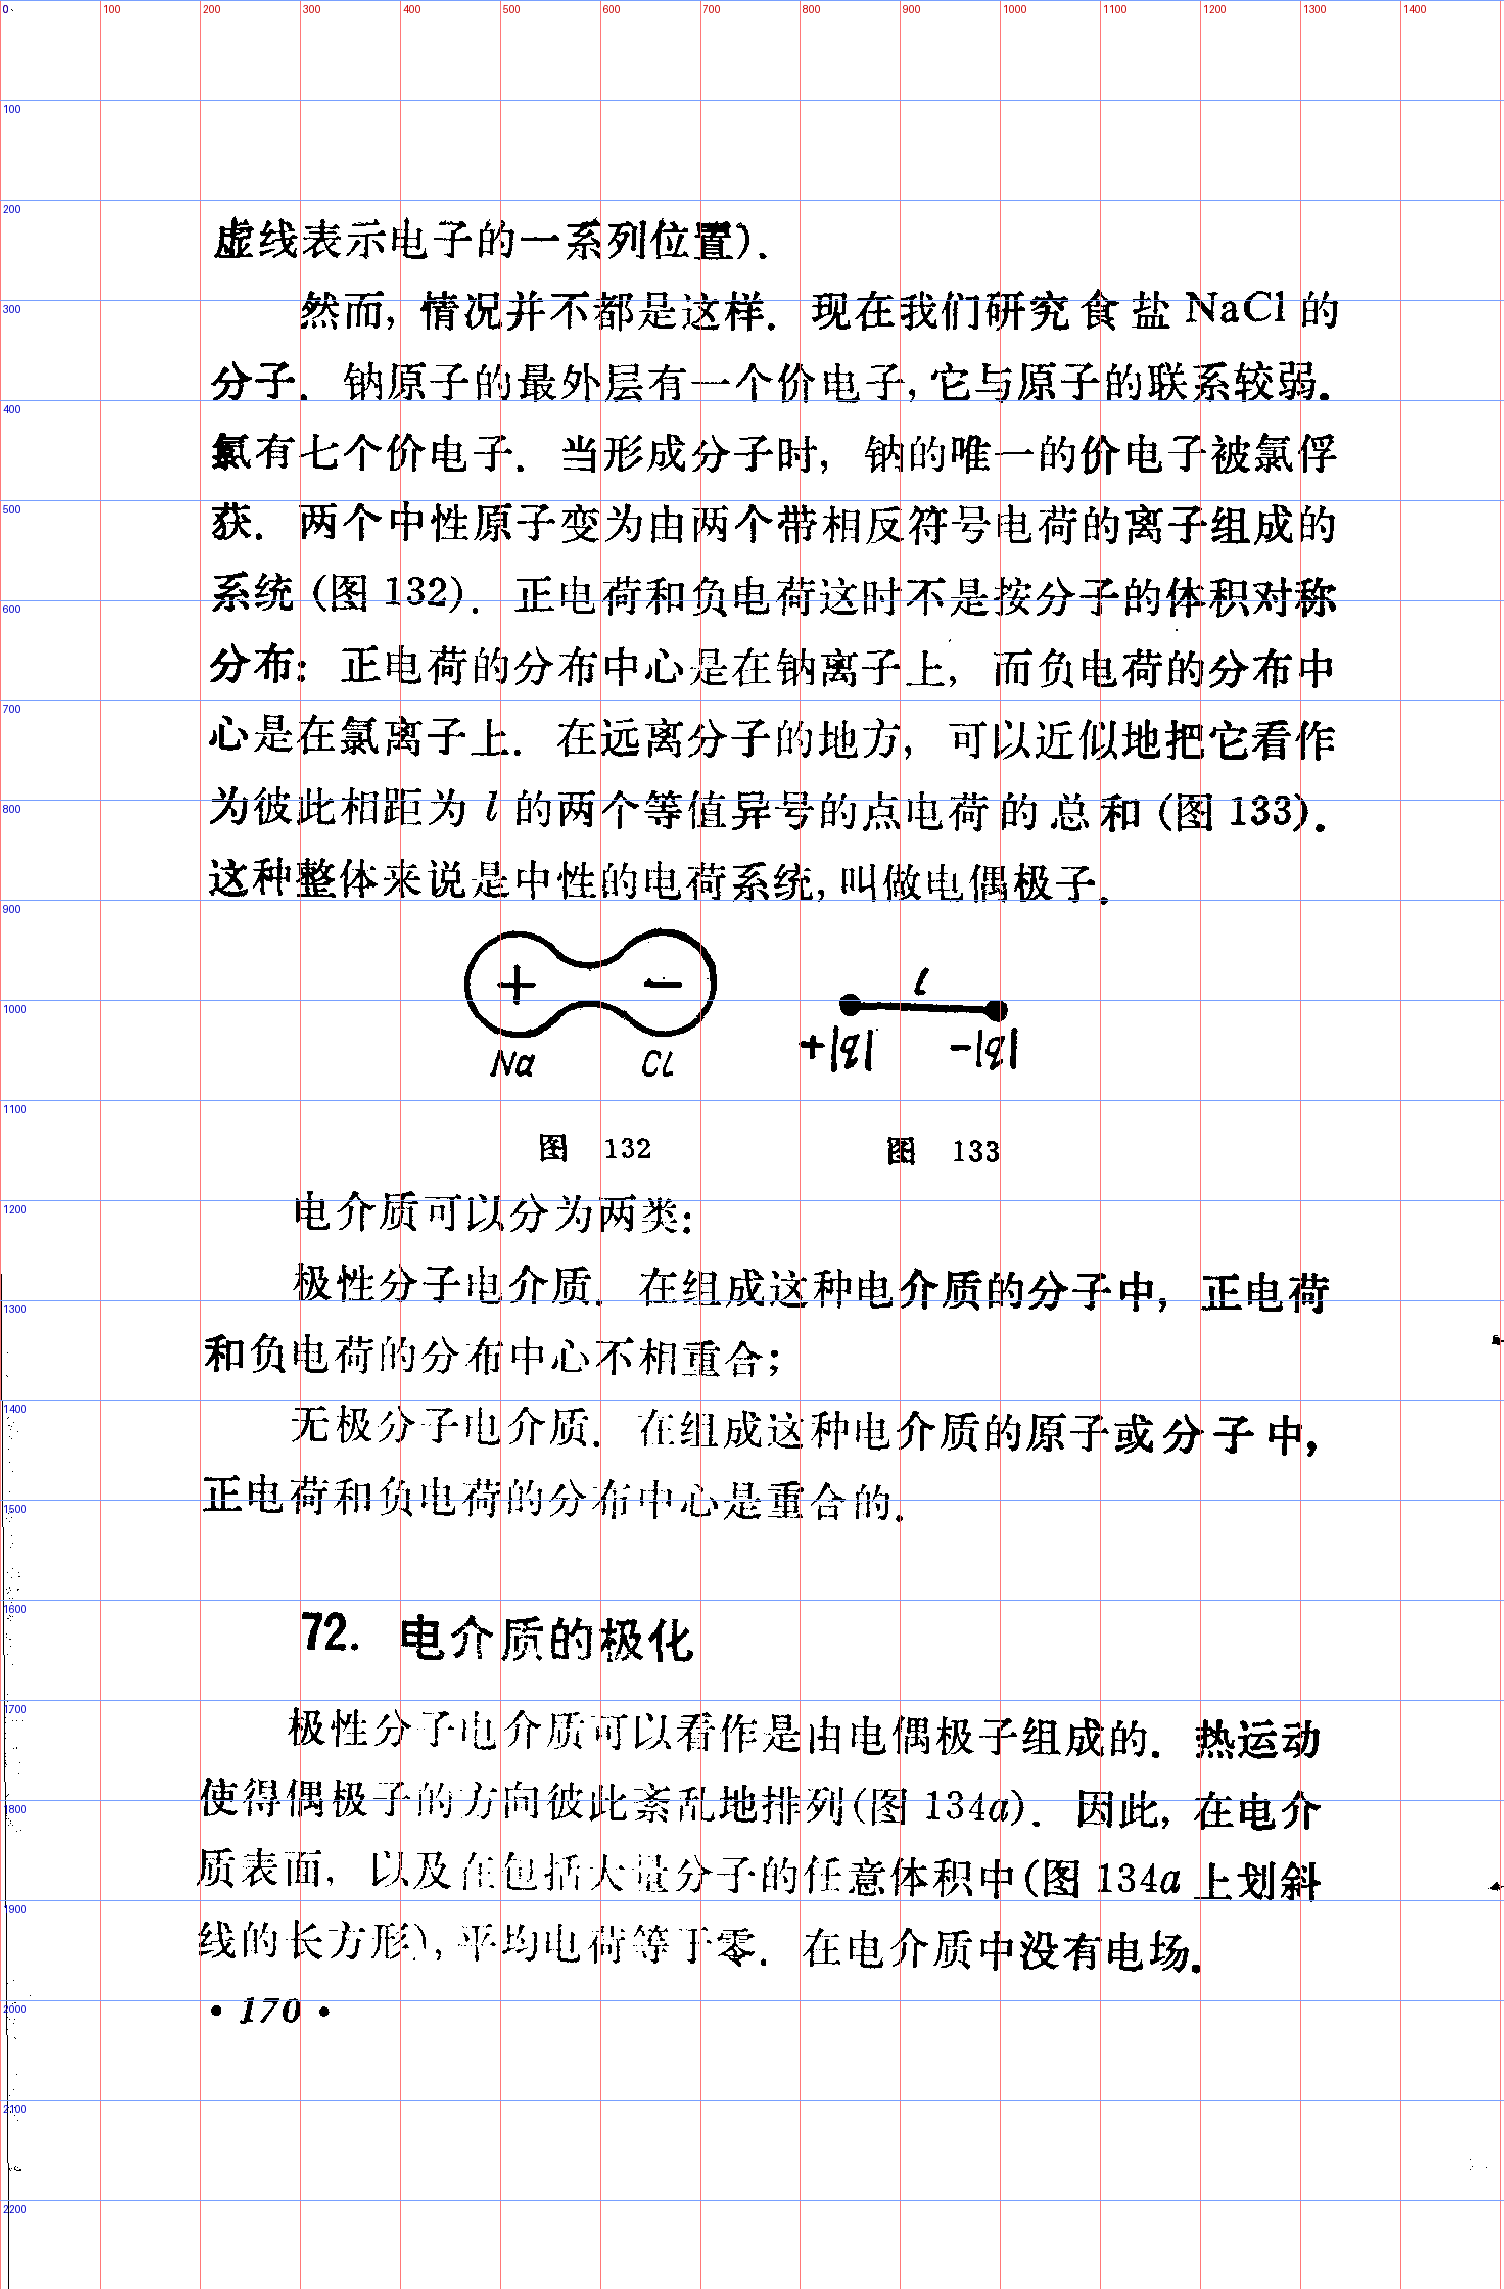 虚线表示电子的一系列位置).
然而, 情况并不都是这样. 现在我们研究食盐 NaCl 的
分子. 钠原子的最外层有一个价电子, 它与原子的联系较弱.
氯有七个价电子. 当形成分子时, 钠的唯一的价电子被氯俘
获. 两个中性原子变为由两个带相反符号电荷的离子组成的
系统 (图 132). 正电荷和负电荷这时不是按分子的体积对称
分布: 正电荷的分布中心是在钠离子上, 而负电荷的分布中
心是在氯离子上. 在远离分子的地方, 可以近似地把它看作
为彼此相距为 l 的两个等值异号的点电荷的总和 (图 133).
这种整体来说是中性的电荷系统, 叫做电偶极子.
+ −
Na Cl
l
+|q| −|q|
图 132 图 133
电介质可以分为两类:
极性分子电介质. 在组成这种电介质的分子中, 正电荷
和负电荷的分布中心不相重合;
无极分子电介质. 在组成这种电介质的原子或分子中,
正电荷和负电荷的分布中心是重合的.
72. 电介质的极化
极性分子电介质可以看作是由电偶极子组成的. 热运动
使得偶极子的方向彼此紊乱地排列(图 134a). 因此, 在电介
质表面, 以及在包括大量分子的任意体积中(图 134a 上划斜
线的长方形), 平均电荷等于零. 在电介质中没有电场.
• 170 •